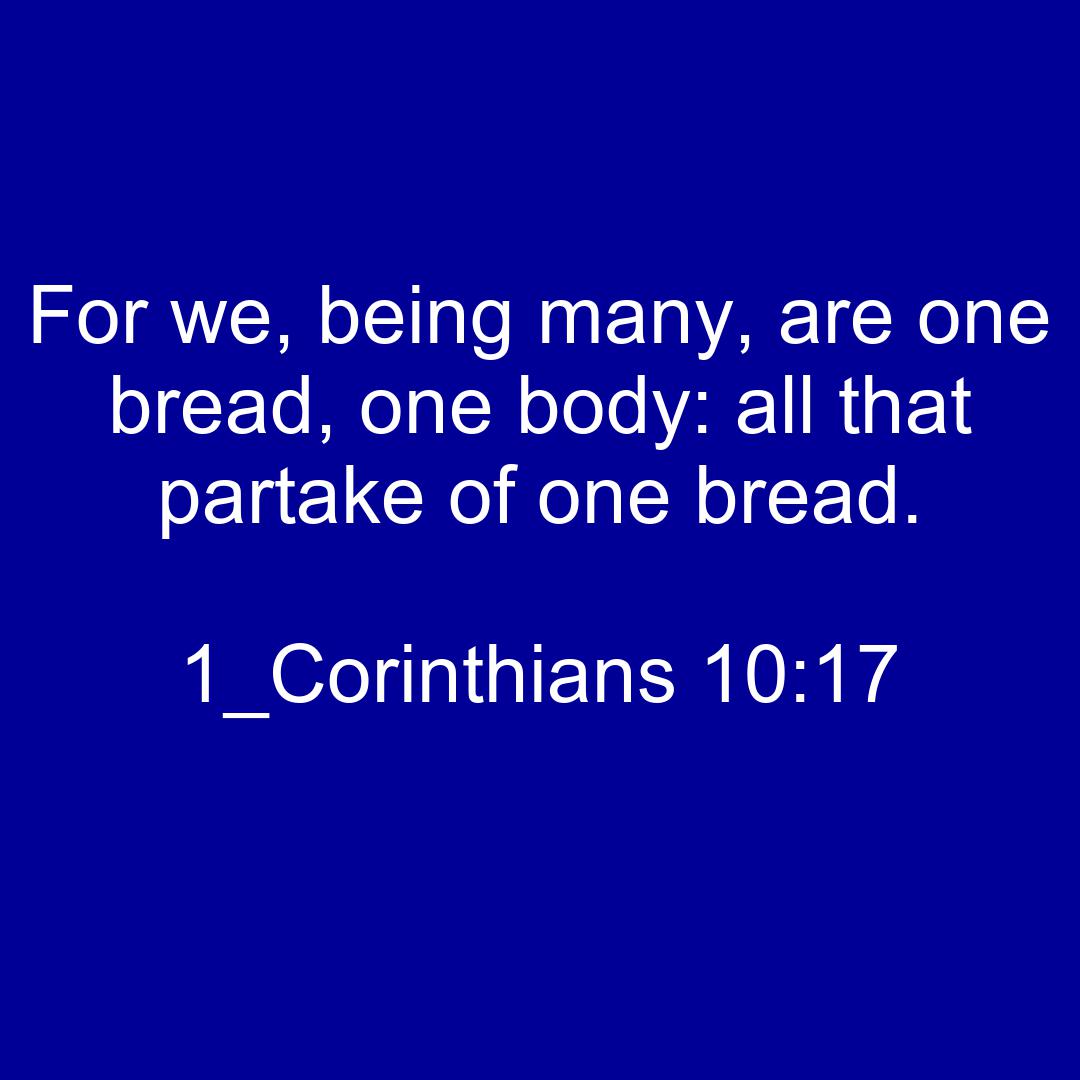 For we, being many, are one
bread, one body: all that
partake of one bread.
1_Corinthians 10:17